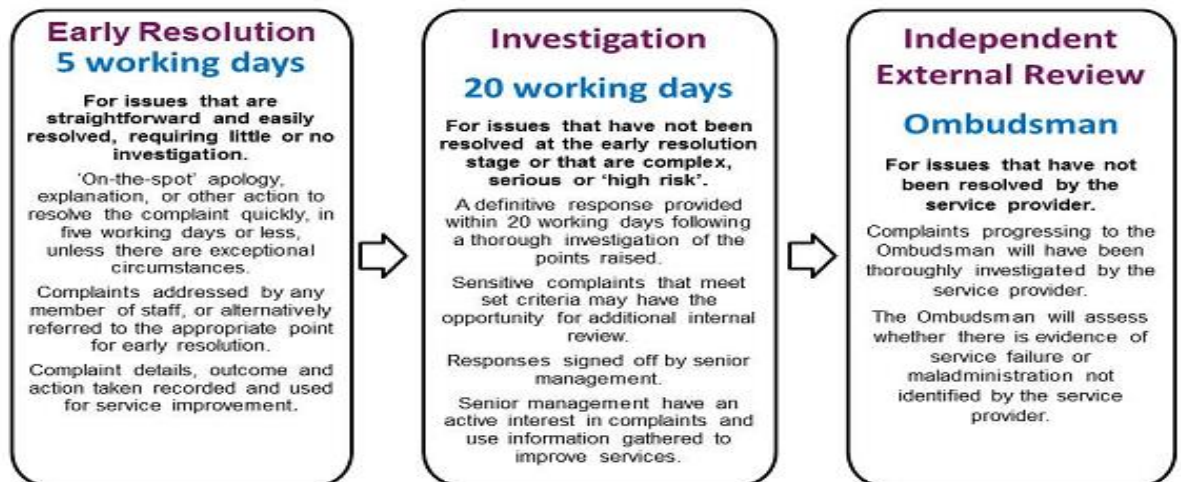 Early Resolution
5 working days
For issues that are
straightforward and easily
resolved, requiring little or no
investigation.
'On-the-spot' apology,
explanation, or other action to
resolve the complaint quickly, in
five working days or less,
unless there are exceptional
circumstances.
Complaints addressed by any
member of staff, or alternatively
referred to the appropriate point
for early resolution.
Complaint details, outcome and
action taken recorded and used
for service improvement.
Investigation
20 working days
For issues that have not been
resolved at the early resolution
stage or that are complex,
serious or 'high risk'.
A definitive response provided
within 20 working days following
a thorough investigation of the
points raised.
Sensitive complaints that meet
set criteria may have the
opportunity for additional internal
review.
Responses signed off by senior
management.
Senior management have an
active interest in complaints and
use information gathered to
improve services.
Independent
External Review
Ombudsman
For issues that have not
been resolved by the
service provider.
Complaints progressing to the
Ombudsman will have been
thoroughly investigated by the
service provider.
The Ombudsman will assess
whether there is evidence of
service failure or
maladministration not
identified by the service
provider.